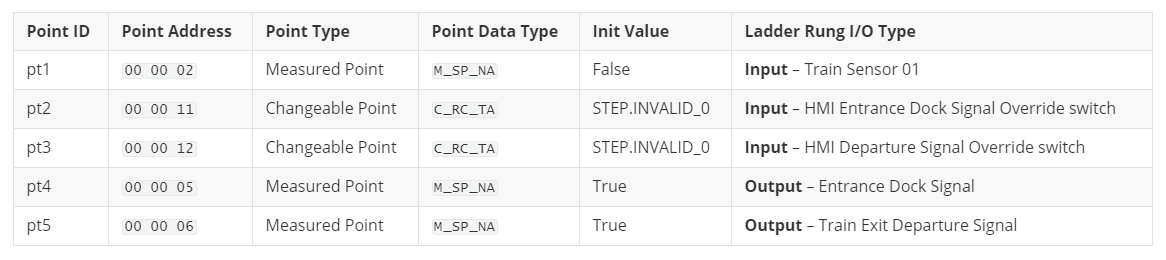 Point ID Point Address Point Type Point Data Type Init Value Ladder Rung I/O Type
pt1 00 00 02 Measured Point M_SP_NA False Input – Train Sensor 01
pt2 00 00 11 Changeable Point C_RC_TA STEP.INVALID_0 Input – HMI Entrance Dock Signal Override switch
pt3 00 00 12 Changeable Point C_RC_TA STEP.INVALID_0 Input – HMI Departure Signal Override switch
pt4 00 00 05 Measured Point M_SP_NA True Output – Entrance Dock Signal
pt5 00 00 06 Measured Point M_SP_NA True Output – Train Exit Departure Signal